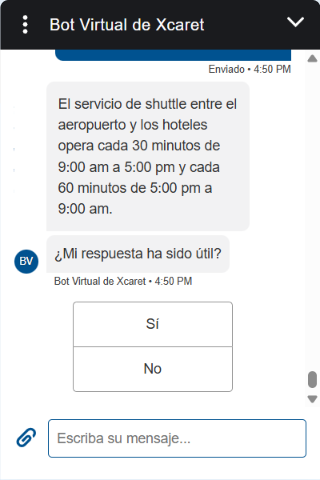 Bot Virtual de Xcaret
Enviado • 4:50 PM
El servicio de shuttle entre el
aeropuerto y los hoteles
opera cada 30 minutos de
9:00 am a 5:00 pm y cada
60 minutos de 5:00 pm a
9:00 am.
¿Mi respuesta ha sido útil?
BV
Bot Virtual de Xcaret • 4:50 PM
Sí
No
Escriba su mensaje...